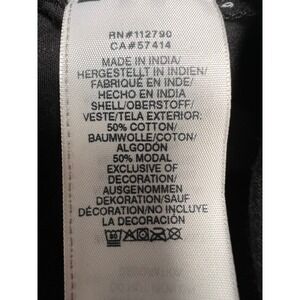 RN#112790
CA#57414
MADE IN INDIA/
HERGESTELLT IN INDIEN/
FABRIQUÉ EN INDE/
HECHO EN INDIA
SHELL/OBERSTOFF/
VESTE/TELA EXTERIOR:
50% COTTON/
BAUMWOLLE/COTON/
ALGODÓN
50% MODAL
EXCLUSIVE OF
DECORATION/
AUSGENOMMEN
DEKORATION/SAUF
DÉCORATION/NO INCLUYE
LA DECORACIÓN